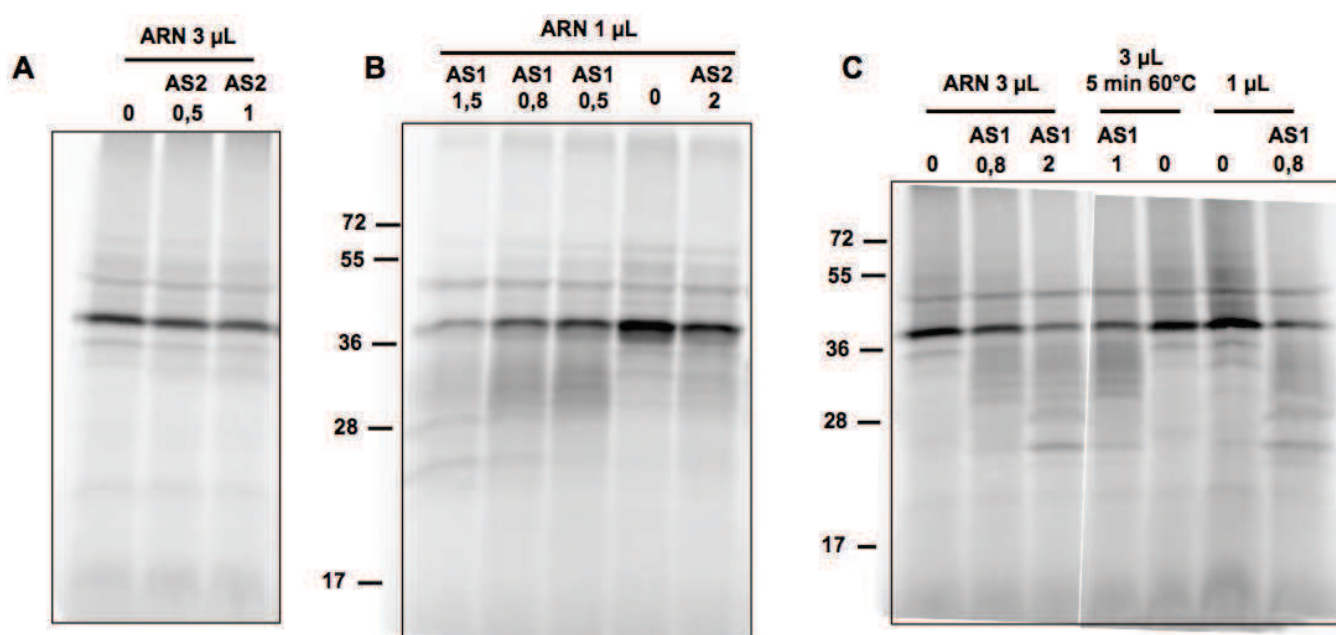 A
ARN 3 µL
AS2 AS2
0 0,5 1
B
ARN 1 µL
AS1 AS1 AS1 AS2
1,5 0,8 0,5 0 2
72
55
36
28
17
C
3 µL
ARN 3 µL 5 min 60°C 1 µL
AS1 AS1 AS1 AS1
0 0,8 2 1 0 0 0,8
72
55
36
28
17